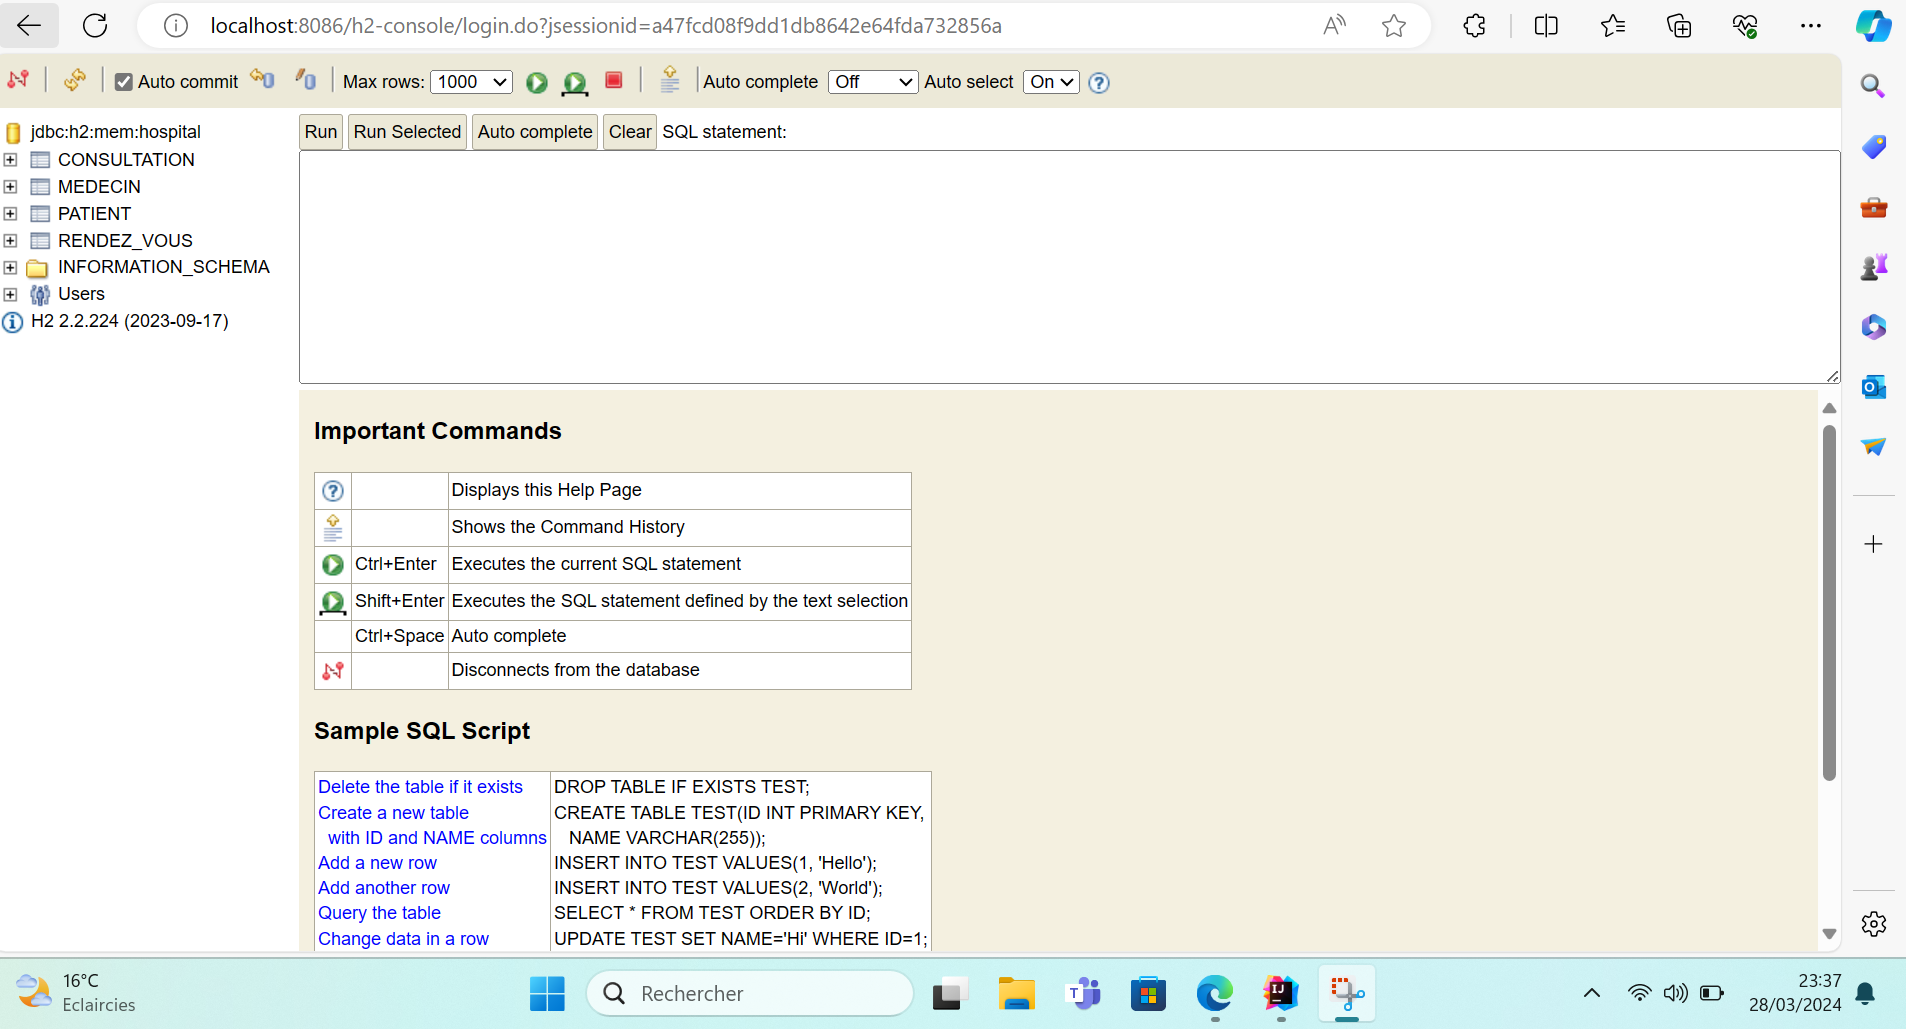 localhost:8086/h2-console/login.do?jsessionid=a47fcd08f9dd1db8642e64fda732856a
Auto commit Max rows: 1000 Auto complete Off Auto select On
jdbc:h2:mem:hospital
CONSULTATION
MEDECIN
PATIENT
RENDEZ_VOUS
INFORMATION_SCHEMA
Users
H2 2.2.224 (2023-09-17)
Run Run Selected Auto complete Clear SQL statement:
Important Commands
Displays this Help Page
Shows the Command History
Ctrl+Enter Executes the current SQL statement
Shift+Enter Executes the SQL statement defined by the text selection
Ctrl+Space Auto complete
Disconnects from the database
Sample SQL Script
Delete the table if it exists DROP TABLE IF EXISTS TEST;
Create a new table CREATE TABLE TEST(ID INT PRIMARY KEY,
with ID and NAME columns NAME VARCHAR(255));
Add a new row INSERT INTO TEST VALUES(1, 'Hello');
Add another row INSERT INTO TEST VALUES(2, 'World');
Query the table SELECT * FROM TEST ORDER BY ID;
Change data in a row UPDATE TEST SET NAME='Hi' WHERE ID=1;
16°C
Eclaircies
Rechercher
23:37
28/03/2024